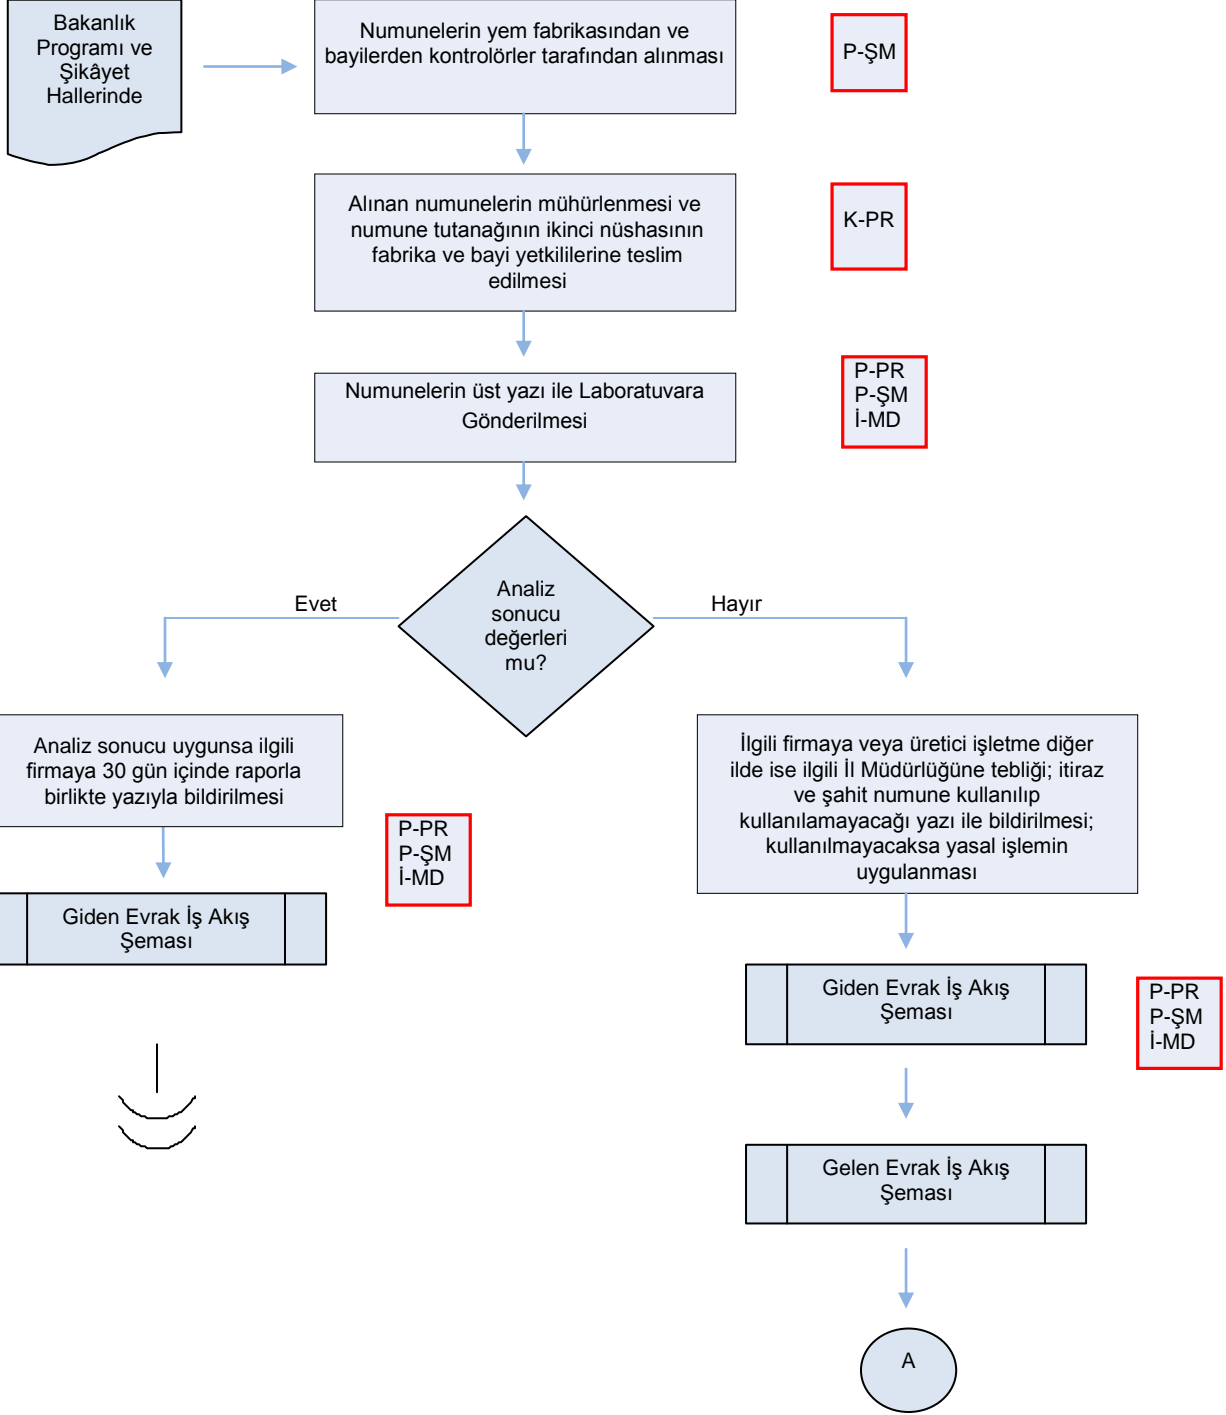 Bakanlık
Programı ve
Şikâyet
Hallerinde
Numunelerin yem fabrikasından ve
bayilerden kontrolörler tarafından alınması
P-ŞM
Alınan numunelerin mühürlenmesi ve
numune tutanağının ikinci nüshasının
fabrika ve bayi yetkililerine teslim
edilmesi
K-PR
Numunelerin üst yazı ile Laboratuvara
Gönderilmesi
P-PR
P-ŞM
İ-MD
Analiz
sonucu
değerleri
mu?
Evet
Hayır
Analiz sonucu uygunsa ilgili
firmaya 30 gün içinde raporla
birlikte yazıyla bildirilmesi
P-PR
P-ŞM
İ-MD
Giden Evrak İş Akış
Şeması
İlgili firmaya veya üretici işletme diğer
ilde ise ilgili İl Müdürlüğüne tebliği; itiraz
ve şahit numune kullanılıp
kullanılamayacağı yazı ile bildirilmesi;
kullanılmayacaksa yasal işlemin
uygulanması
Giden Evrak İş Akış
Şeması
P-PR
P-ŞM
İ-MD
Gelen Evrak İş Akış
Şeması
A